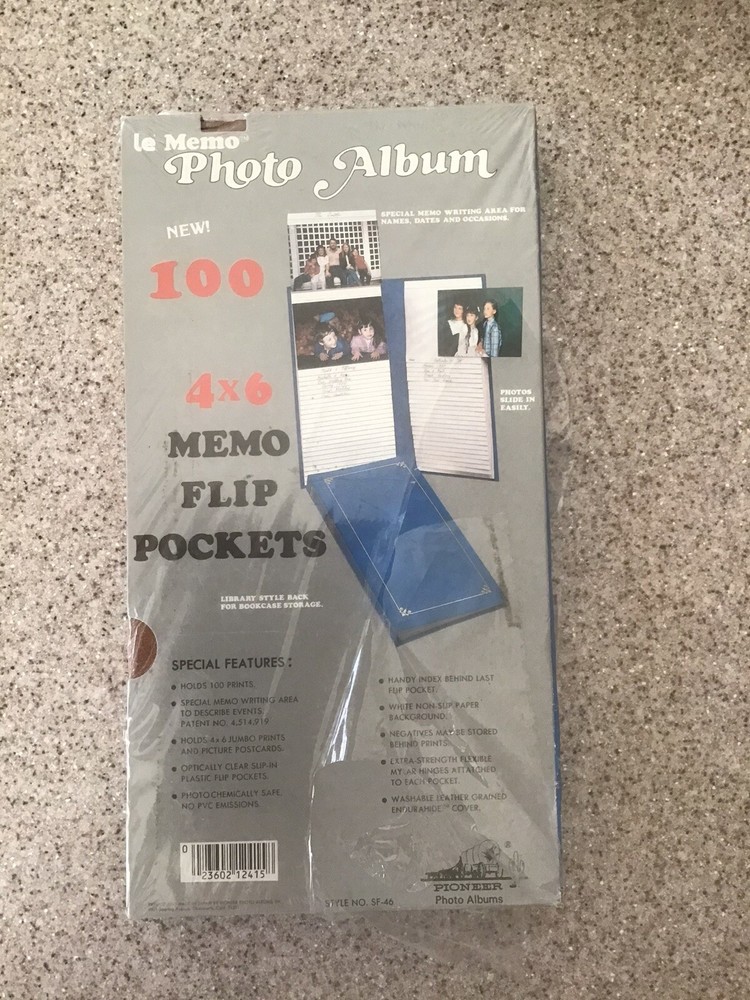 le Memo™
Photo Album
NEW!
100
SPECIAL MEMO WRITING AREA FOR
NAMES, DATES AND OCCASIONS.
4x6
MEMO
FLIP
POCKETS
PHOTOS
SLIDE IN
EASILY.
LIBRARY STYLE BACK
FOR BOOKCASE STORAGE.
SPECIAL FEATURES:
• HOLDS 100 PRINTS.
• SPECIAL MEMO WRITING AREA
TO DESCRIBE EVENTS.
PATENT NO. 4,514,919
• HOLDS 4x6 JUMBO PRINTS
AND PICTURE POSTCARDS.
• OPTICALLY CLEAR SLIP-IN
PLASTIC FLIP POCKETS.
• PHOTOCHEMICALLY SAFE.
NO PVC EMISSIONS.
• HANDY INDEX BEHIND LAST
FLIP POCKET.
• WHITE NON-SLIP PAPER
BACKGROUND.
• NEGATIVES MAY BE STORED
BEHIND PRINTS.
• EXTRA-STRENGTH FLEXIBLE
MYLAR HINGES ATTATCHED
TO EACH POCKET.
• WASHABLE LEATHER GRAINED
ENDURAHIDE™ COVER.
0 23602 12415
STYLE NO. SF-46
®
PIONEER
Photo Albums